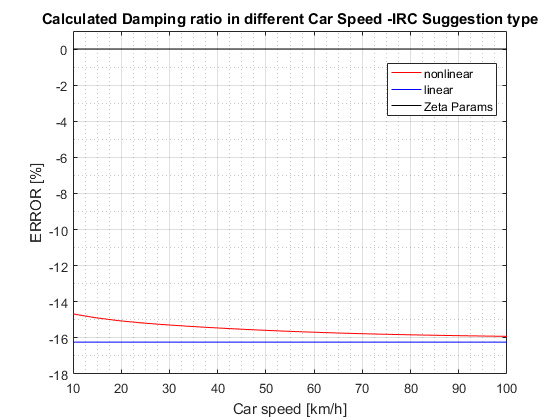 Calculated Damping ratio in different Car Speed -IRC Suggestion type
0
-2
-4
-6
-8
-10
-12
-14
-16
-18
ERROR [%]
nonlinear
linear
Zeta Params
10 20 30 40 50 60 70 80 90 100
Car speed [km/h]